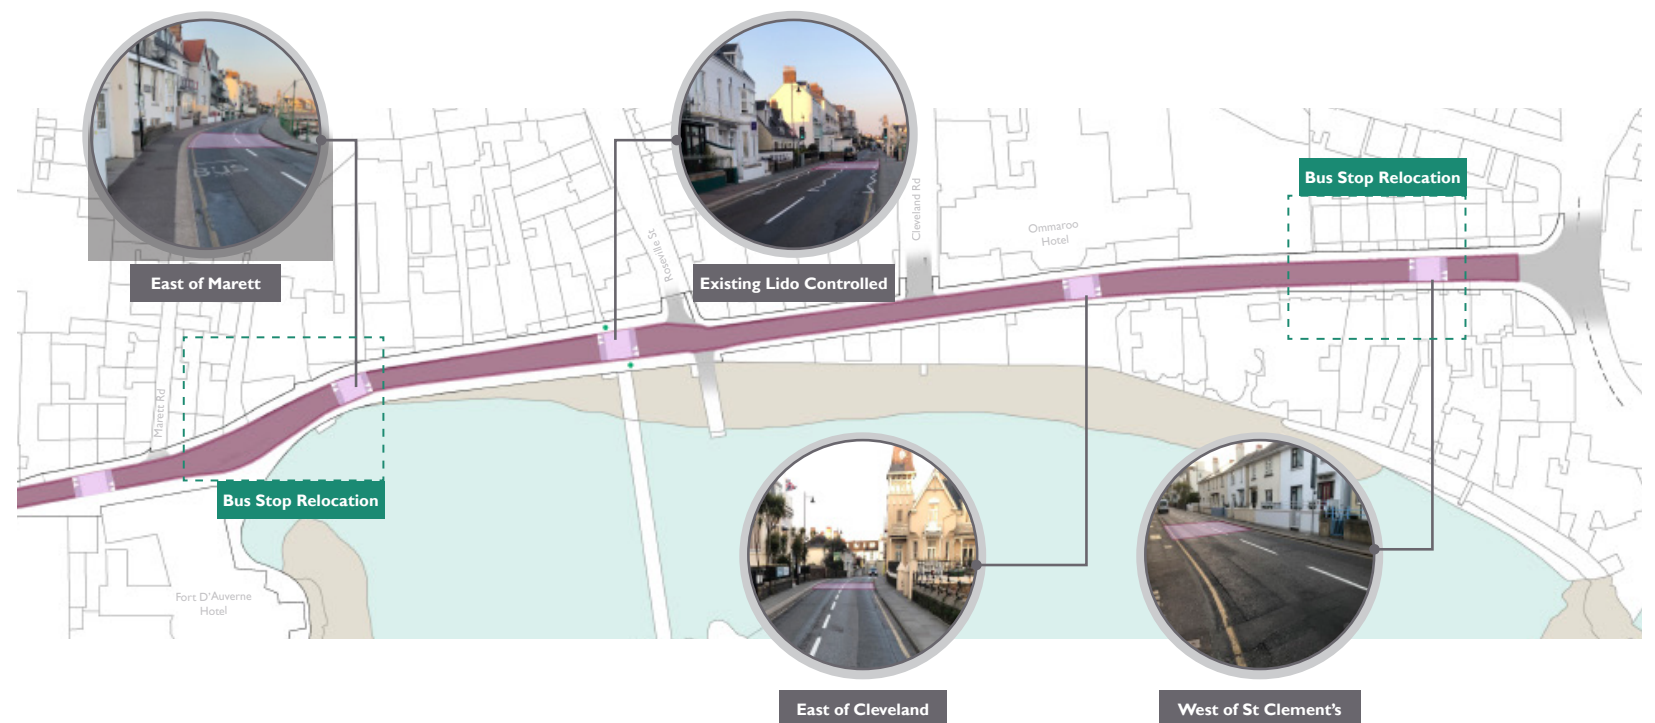 Bus Stop Relocation
Roseville St
Cleveland Rd
Ommaroo
Hotel
East of Marett
Existing Lido Controlled
Marett Rd
BUS
Bus Stop Relocation
Fort D'Auverne
Hotel
East of Cleveland
West of St Clement's